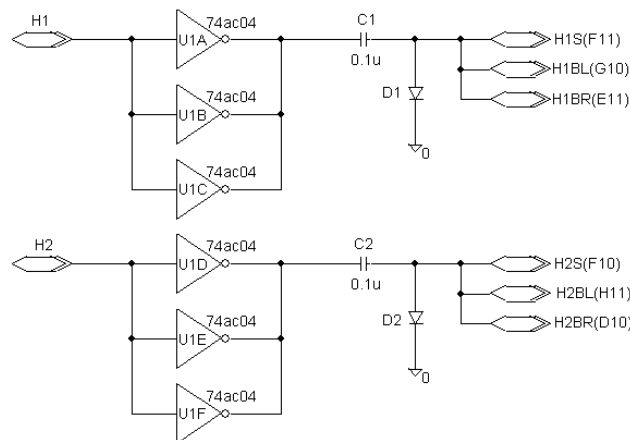 H1
74ac04
U1A
C1
0.1u
H1S(F11)
H1BL(G10)
H1BR(E11)
74ac04
U1B
D1
74ac04
U1C
0
H2
74ac04
U1D
C2
0.1u
H2S(F10)
H2BL(H11)
H2BR(D10)
74ac04
U1E
D2
74ac04
U1F
0